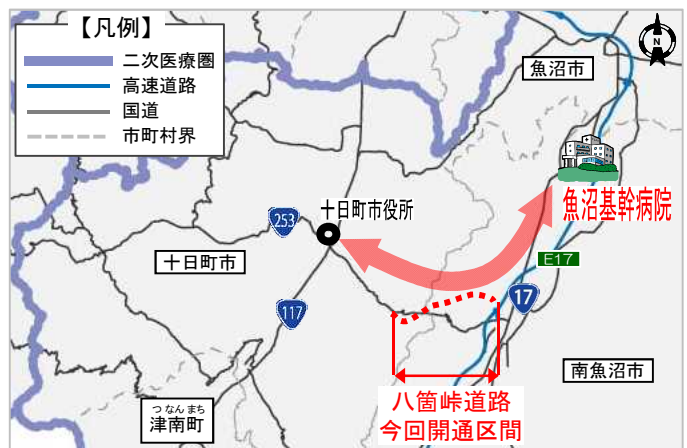 【凡例】
二次医療圏
高速道路
国道
市町村界
N
魚沼市
魚沼基幹病院
十日町市役所
253
E17
十日町市
17
117
南魚沼市
八箇峠道路
今回開通区間
つなんまち
津南町